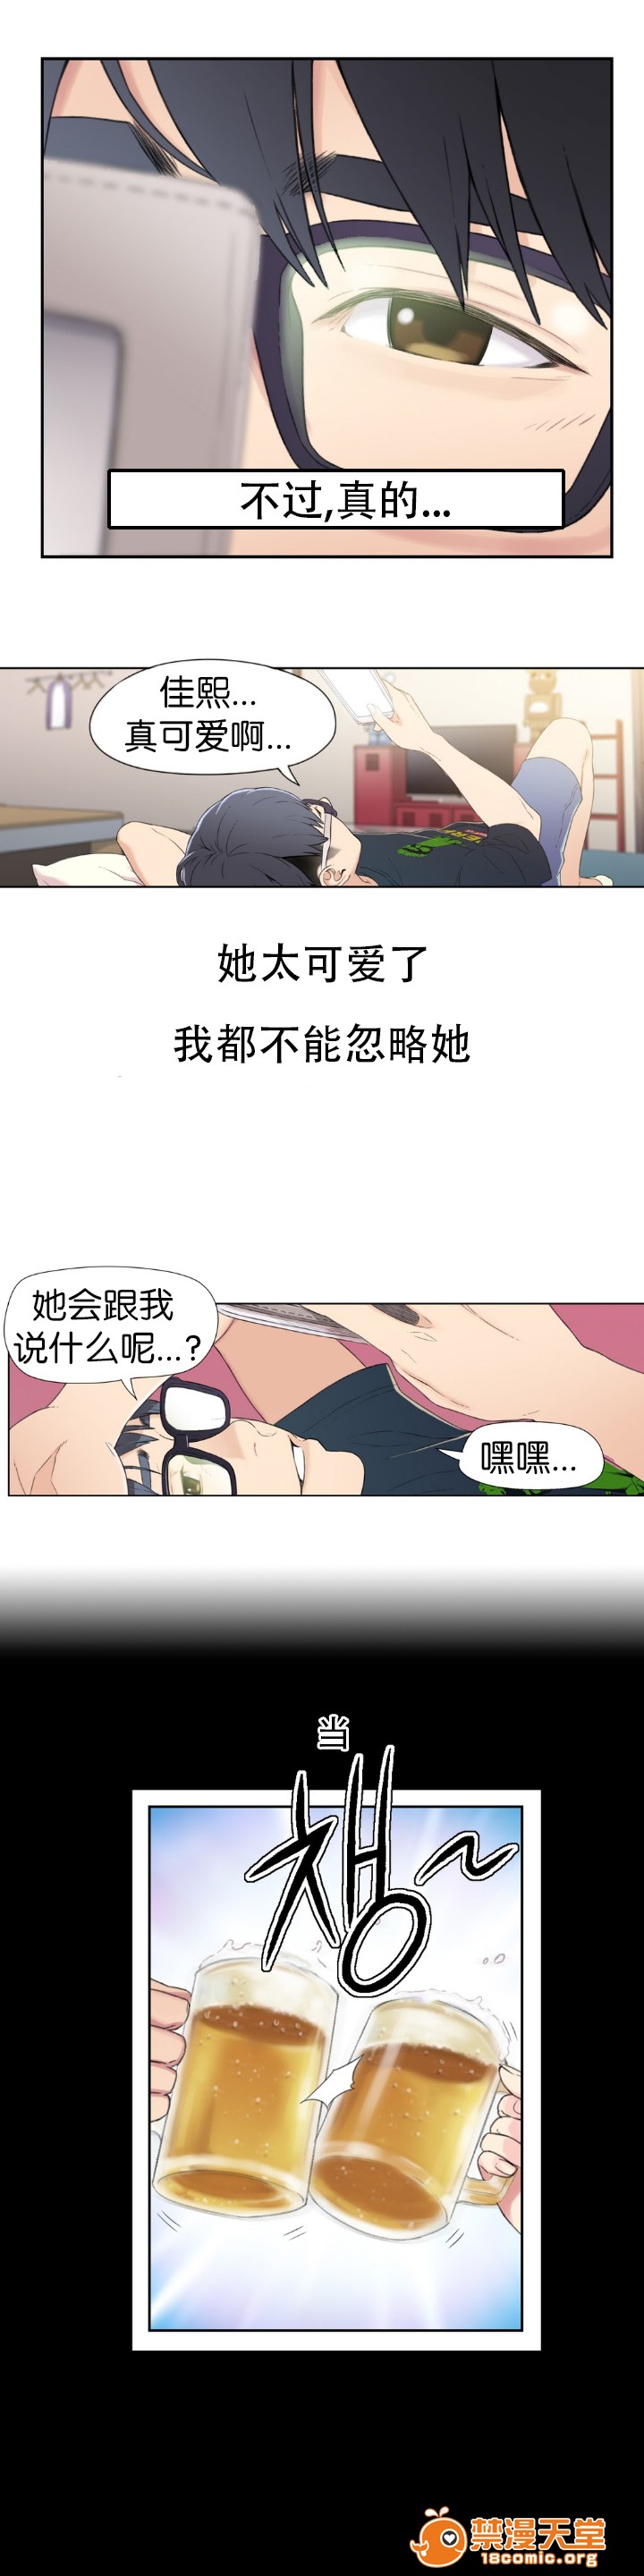 不过,真的...
佳熙...
真可爱啊...
她太可爱了
我都不能忽略她
她会跟我
说什么呢...?
嘿嘿...
当
챙~
禁漫天堂
18comic.org